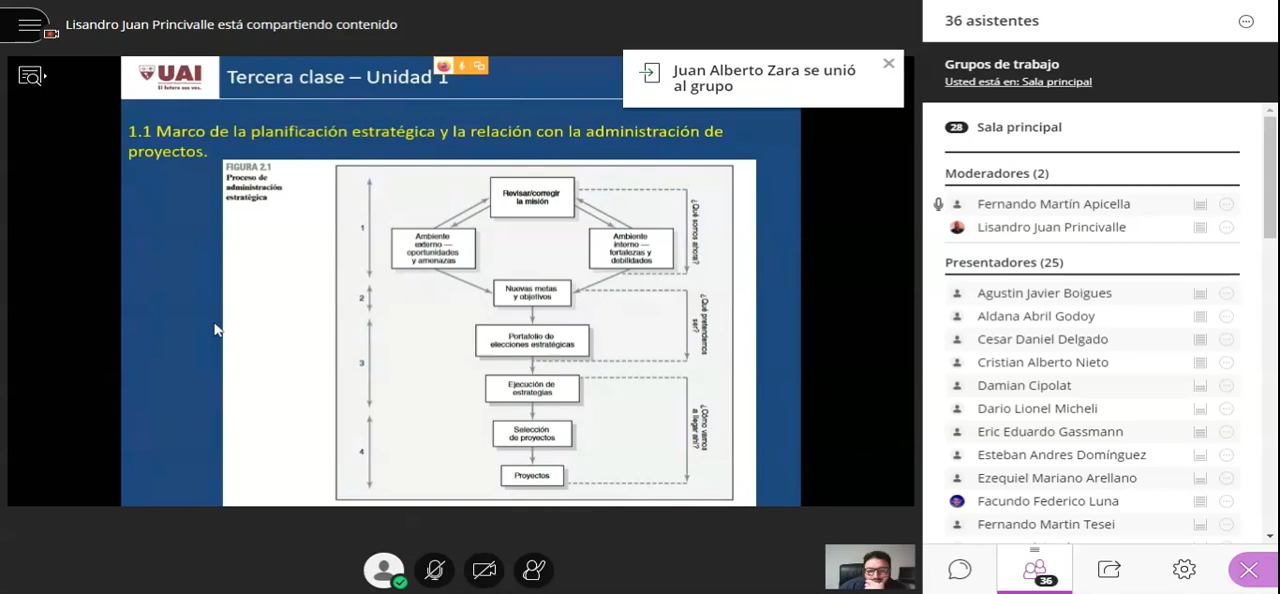 Lisandro Juan Princivalle está compartiendo contenido
UAI
El futuro sos vos.
Tercera clase – Unidad 1
Juan Alberto Zara se unió
al grupo
1.1 Marco de la planificación estratégica y la relación con la administración de
proyectos.
FIGURA 2.1
Proceso de
administración
estratégica
Revisar/corregir
la misión
1
Ambiente
externo—
oportunidades
y amenazas
Ambiente
interno—
fortalezas y
debilidades
¿Qué somos ahora?
2
Nuevas metas
y objetivos
¿Qué pretendemos
ser?
3
Portafolio de
elecciones estratégicas
Ejecución de
estrategias
¿Cómo vamos
a llegar ahí?
4
Selección
de proyectos
Proyectos
36 asistentes
Grupos de trabajo
Usted está en: Sala principal
28 Sala principal
Moderadores (2)
Fernando Martín Apicella
Lisandro Juan Princivalle
Presentadores (25)
Agustin Javier Boigues
Aldana Abril Godoy
Cesar Daniel Delgado
Cristian Alberto Nieto
Damian Cipolat
Dario Lionel Micheli
Eric Eduardo Gassmann
Esteban Andres Domínguez
Ezequiel Mariano Arellano
Facundo Federico Luna
Fernando Martin Tesei
36